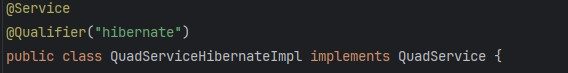 @Service
@Qualifier("hibernate")
public class QuadServiceHibernateImpl implements QuadService {